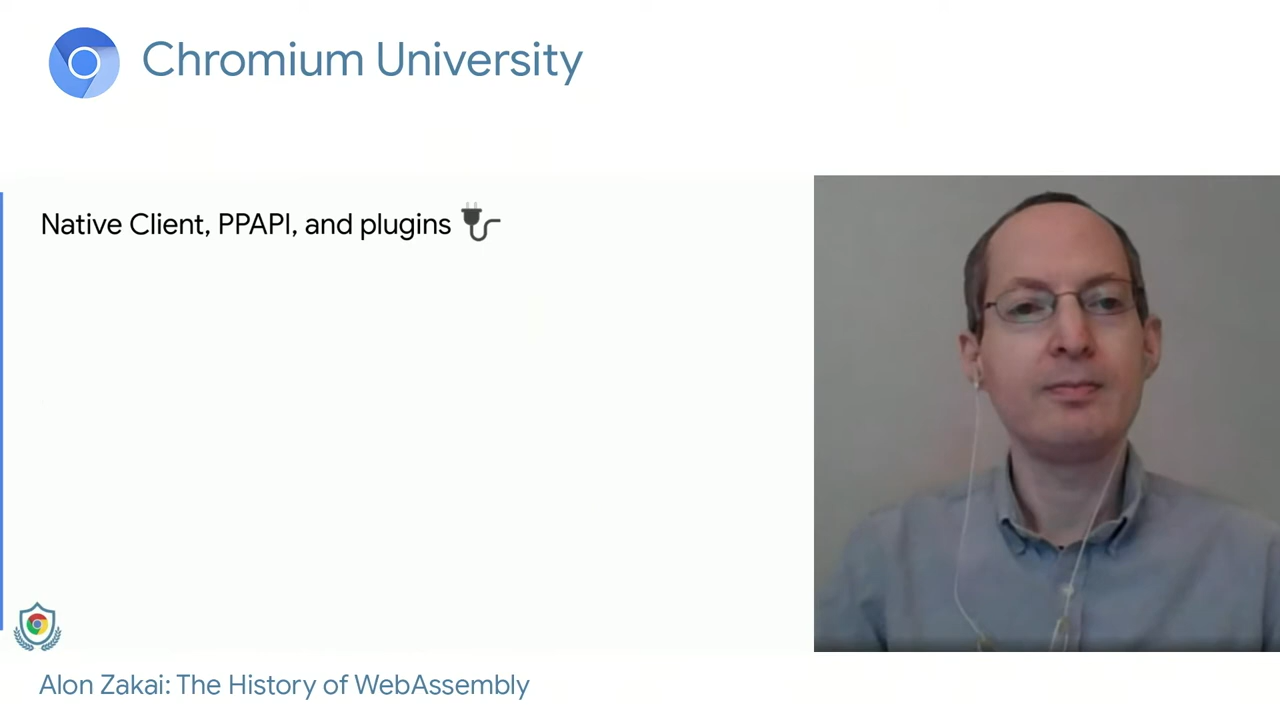 Chromium University
Native Client, PPAPI, and plugins
Alon Zakai: The History of WebAssembly